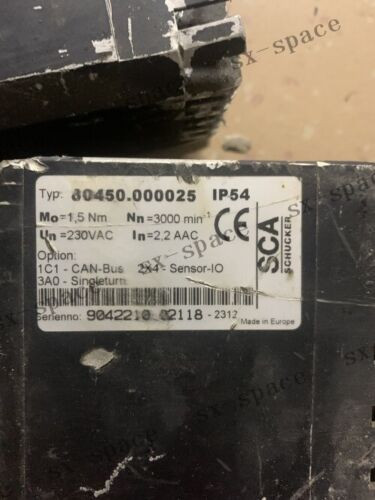 sx-space
sx-space
Typ: 80450.000025 IP54
Mo=1,5 Nm Nn=3000 min⁻¹
Un=230VAC In=2,2 AAC
CE
SCA
SCHUCKER
Option:
1C1 - CAN-Bus 2X4 - Sensor-IO
3A0 - Singleturn
Serienno: 9042210 02118 - 2312
Made in Europe
sx-space
sx-space
sx-space